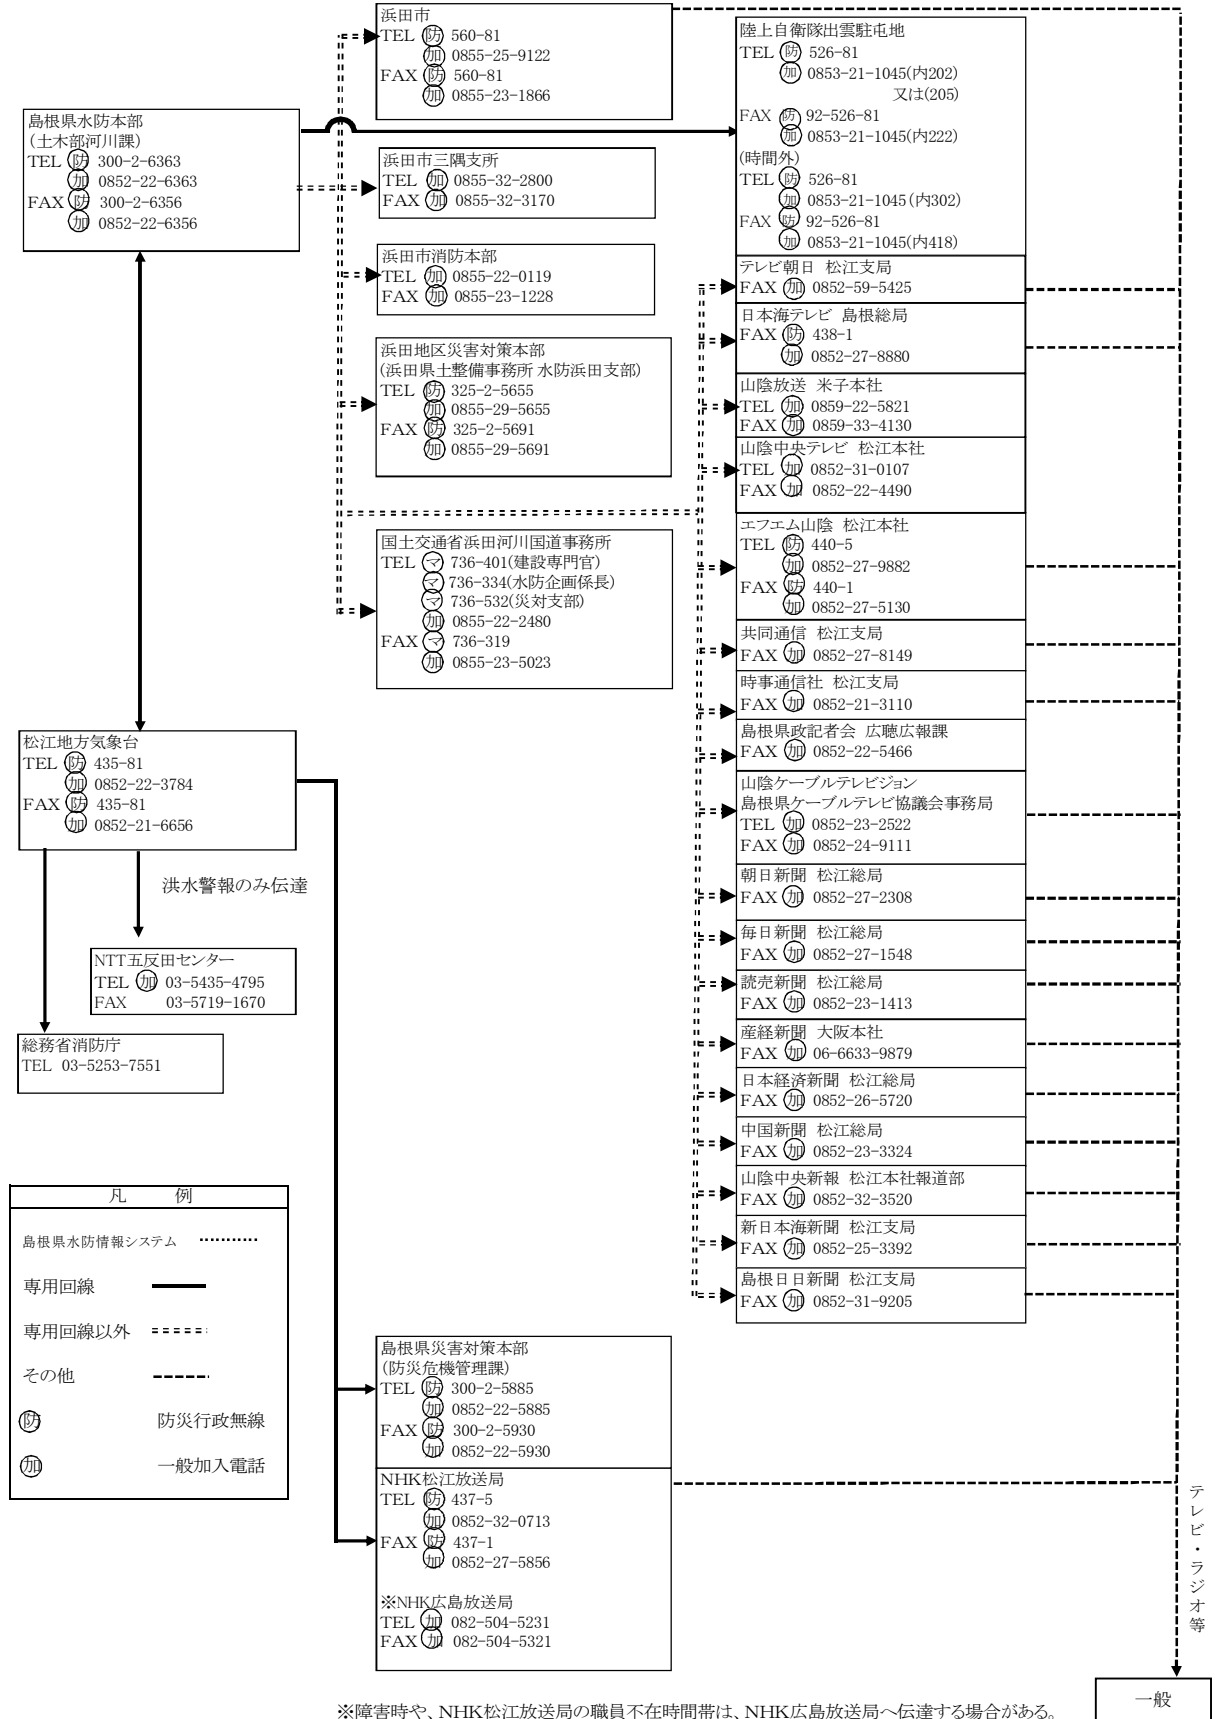 浜田市
TEL 防 560-81
加 0855-25-9122
FAX 防 560-81
加 0855-23-1866
島根県水防本部
(土木部河川課)
TEL 防 300-2-6363
加 0852-22-6363
FAX 防 300-2-6356
加 0852-22-6356
浜田市三隅支所
TEL 加 0855-32-2800
FAX 加 0855-32-3170
浜田市消防本部
TEL 加 0855-22-0119
FAX 加 0855-23-1228
浜田地区災害対策本部
(浜田県土整備事務所 水防浜田支部)
TEL 防 325-2-5655
加 0855-29-5655
FAX 防 325-2-5691
加 0855-29-5691
国土交通省浜田河川国道事務所
TEL マ 736-401(建設専門官)
マ 736-334(水防企画係長)
マ 736-532(災対支部)
加 0855-22-2480
FAX マ 736-319
加 0855-23-5023
陸上自衛隊出雲駐屯地
TEL 防 526-81
加 0853-21-1045(内202)
又は(205)
FAX 防 92-526-81
加 0853-21-1045(内222)
(時間外)
TEL 防 526-81
加 0853-21-1045(内302)
FAX 防 92-526-81
加 0853-21-1045(内418)
テレビ朝日 松江支局
FAX 加 0852-59-5425
日本海テレビ 島根総局
FAX 防 438-1
加 0852-27-8880
山陰放送 米子本社
TEL 加 0859-22-5821
FAX 加 0859-33-4130
山陰中央テレビ 松江本社
TEL 加 0852-31-0107
FAX 加 0852-22-4490
エフエム山陰 松江本社
TEL 防 440-5
加 0852-27-9882
FAX 防 440-1
加 0852-27-5130
共同通信 松江支局
FAX 加 0852-27-8149
時事通信社 松江支局
FAX 加 0852-21-3110
島根県政記者会 広聴広報課
FAX 加 0852-22-5466
山陰ケーブルテレビジョン
島根県ケーブルテレビ協議会事務局
TEL 加 0852-23-2522
FAX 加 0852-24-9111
朝日新聞 松江総局
FAX 加 0852-27-2308
毎日新聞 松江総局
FAX 加 0852-27-1548
読売新聞 松江総局
FAX 加 0852-23-1413
産経新聞 大阪本社
FAX 加 06-6633-9879
日本経済新聞 松江総局
FAX 加 0852-26-5720
中国新聞 松江総局
FAX 加 0852-23-3324
山陰中央新報 松江本社報道部
FAX 加 0852-32-3520
新日本海新聞 松江支局
FAX 加 0852-25-3392
島根日日新聞 松江支局
FAX 加 0852-31-9205
松江地方気象台
TEL 防 435-81
加 0852-22-3784
FAX 防 435-81
加 0852-21-6656
洪水警報のみ伝達
NTT五反田センター
TEL 加 03-5435-4795
FAX 03-5719-1670
総務省消防庁
TEL 03-5253-7551
凡 例
島根県水防情報システム
専用回線
専用回線以外
その他
防 防災行政無線
加 一般加入電話
島根県災害対策本部
(防災危機管理課)
TEL 防 300-2-5885
加 0852-22-5885
FAX 防 300-2-5930
加 0852-22-5930
NHK松江放送局
TEL 防 437-5
加 0852-32-0713
FAX 防 437-1
加 0852-27-5856
※NHK広島放送局
TEL 加 082-504-5231
FAX 加 082-504-5321
テレビ・ラジオ等
一般
※障害時や、NHK松江放送局の職員不在時間帯は、NHK広島放送局へ伝達する場合がある。